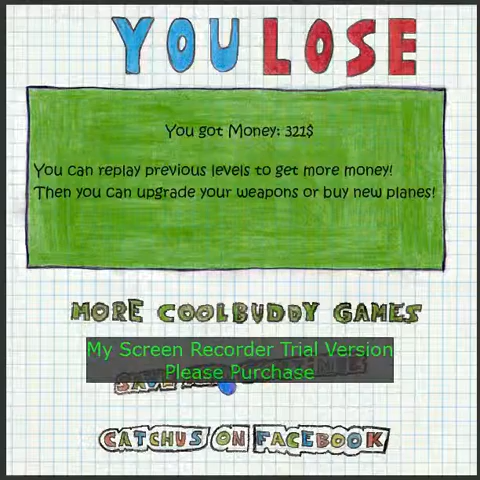 YOU LOSE
You got Money: 321$
You can replay previous levels to get more money!
Then you can upgrade your weapons or buy new planes!
MORE COOLBUDDY GAMES
My Screen Recorder Trial Version
Please Purchase
SAVE
CATCH US ON FACEBOOK